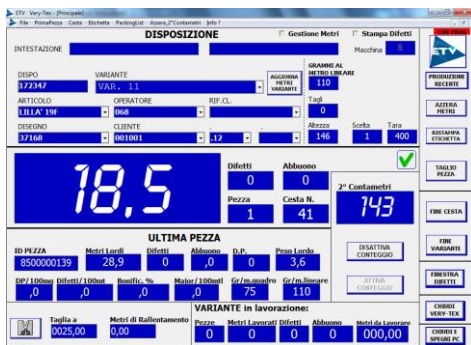 ETV Very-Tex - [Principale]
File PrimaPezza Cesta Etichetta PackingList Azzera_2°Contametri Info !
DISPOSIZIONE
Gestione Metri
Stampa Difetti
INTESTAZIONE
Macchina 8
ETV
DISPO
172347
VARIANTE
VAR. 11
AGGIORNA METRI VARIANTE
GRAMMI AL METRO LINEARE
110
PRODUZIONE RECENTE
ARTICOLO
LILLA' 19F
OPERATORE
068
RIF.CL.
Tagli
0
AZZERA METRI
DISEGNO
37168
CLIENTE
001001
.12
.
Altezza
146
Scelta
1
Tara
400
RISTAMPA ETICHETTA
18,5
Difetti
0
Abbuono
0
TAGLIO PEZZA
Pezza
1
Cesta N.
41
2° Contametri
143
FINE CESTA
ULTIMA PEZZA
ID PEZZA
8500000139
Metri Lordi
28,9
Difetti
0
Abbuono
,0
D.P.
0
Peso Lordo
3,6
DISATTIVA CONTEGGIO
FINE VARIANTE
DP/100mq
,0
Difetti/100mt
,0
Bonific. %
,0
Major/100mtl
,0
Gr/m.quadro
75
Gr/m.lineare
110
ATTIVA CONTEGGIO
FINESTRA DIFETTI
VARIANTE in lavorazione:
CHIUDI VERY-TEX
Taglia a
0025,00
Metri di Rallentamento
0,00
Pezze
0
Metri Lavorati
0
Difetti
0
Abbuono
0
Metri da Lavorare
000,00
CHIUDI E SPEGNI PC